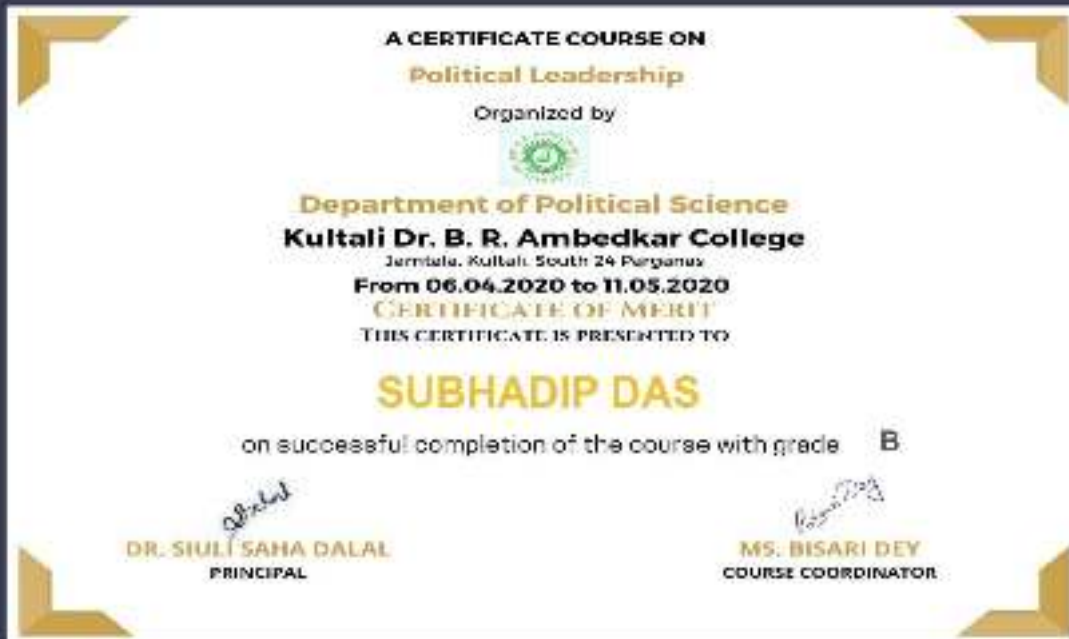 A CERTIFICATE COURSE ON
Political Leadership
Organized by
Department of Political Science
Kultali Dr. B. R. Ambedkar College
Jamtala, Kultali, South 24 Parganas
From 06.04.2020 to 11.05.2020
CERTIFICATE OF MERIT
THIS CERTIFICATE IS PRESENTED TO
SUBHADIP DAS
on successful completion of the course with grade B
DR. SIULI SAHA DALAL
PRINCIPAL
MS. BISARI DEY
COURSE COORDINATOR